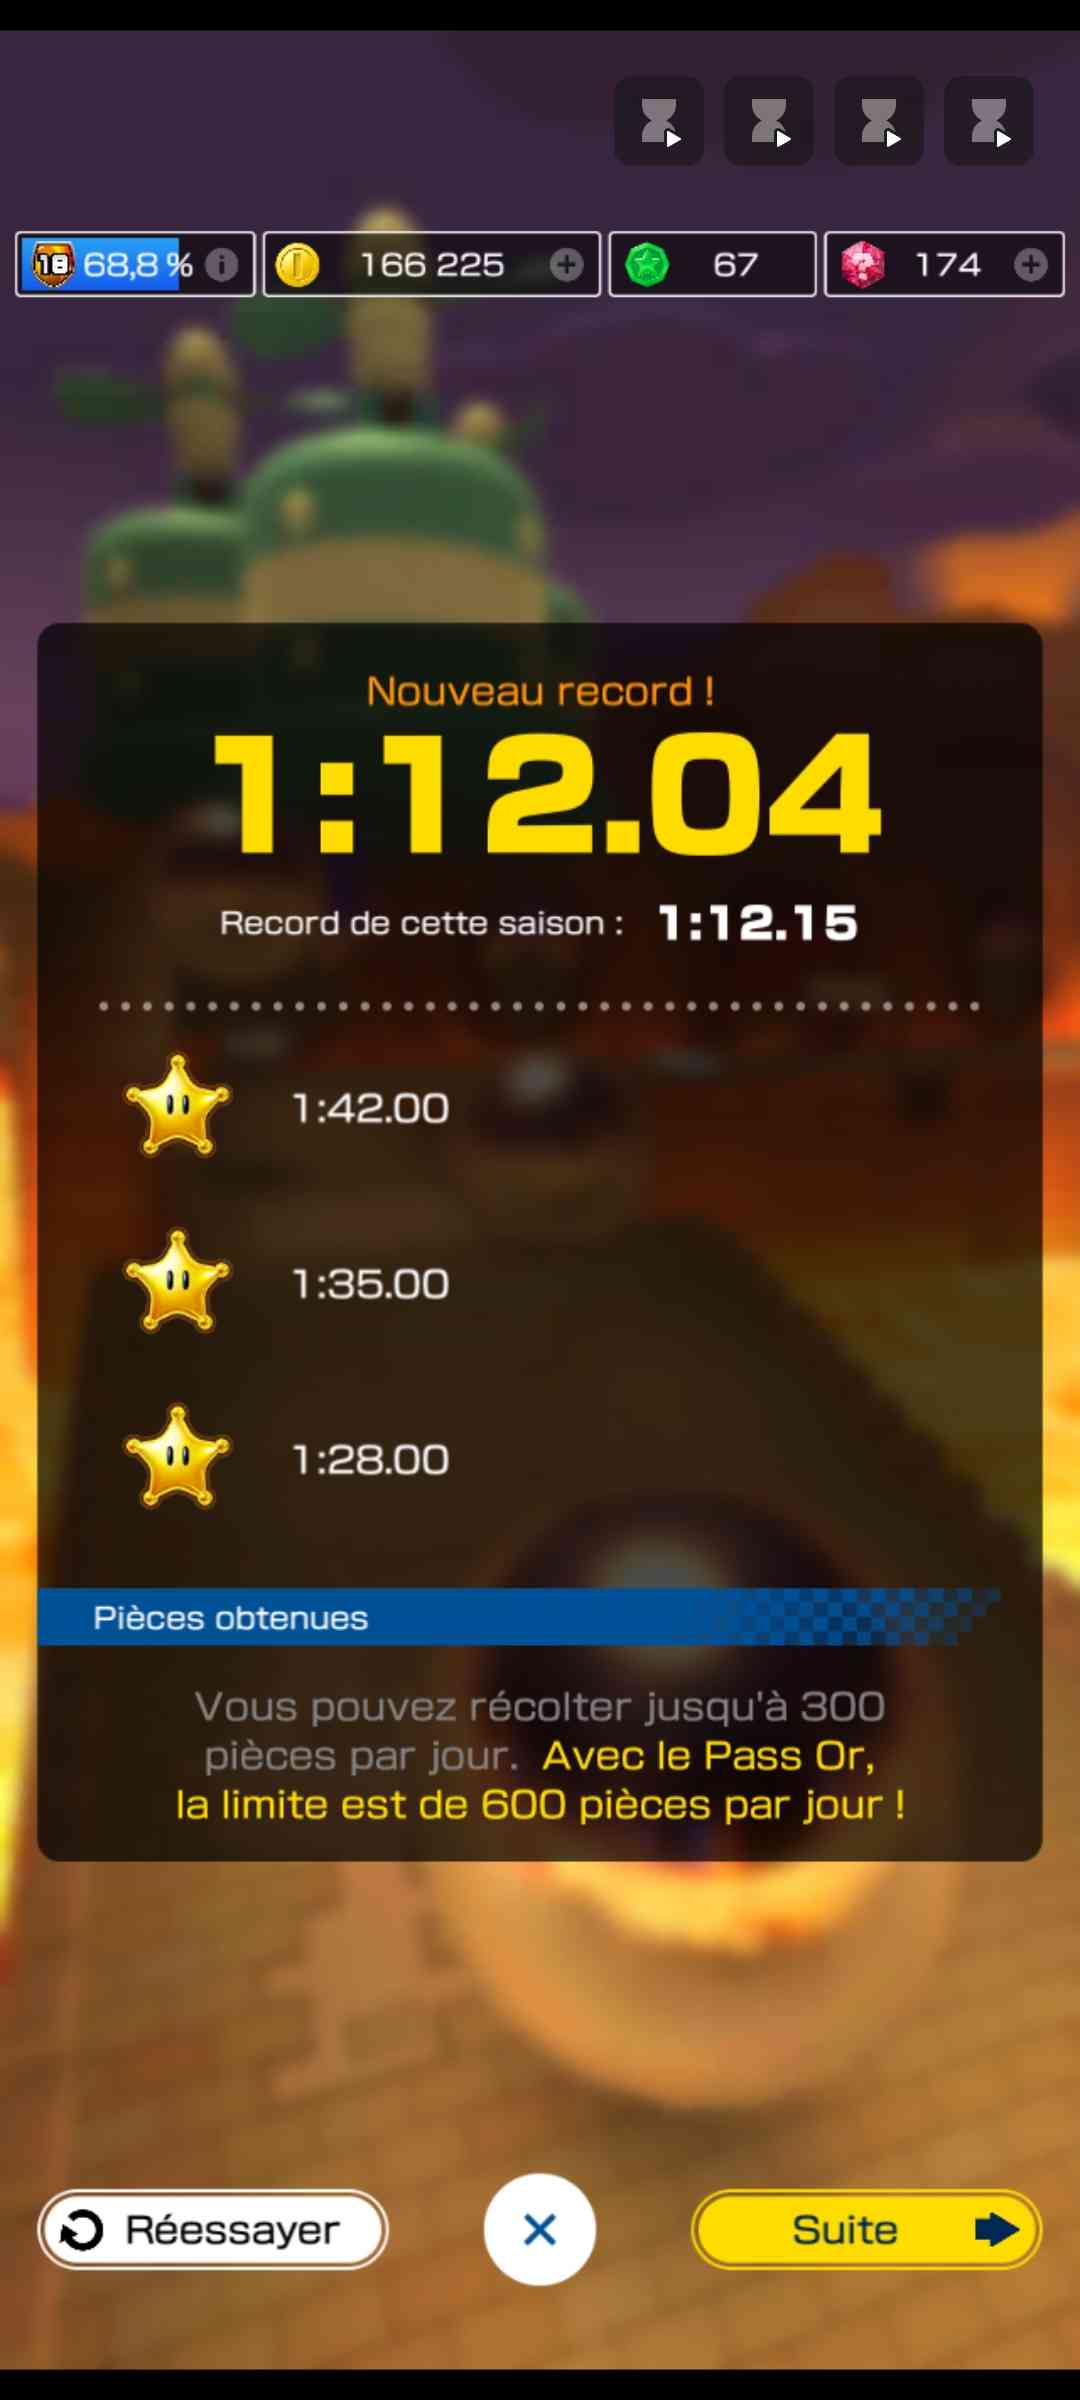 18 68,8 % i 166 225 67 174
Nouveau record !
1:12.04
Record de cette saison : 1:12.15
1:42.00
1:35.00
1:28.00
Pièces obtenues
Vous pouvez récolter jusqu'à 300
pièces par jour. Avec le Pass Or,
la limite est de 600 pièces par jour !
Réessayer
Suite